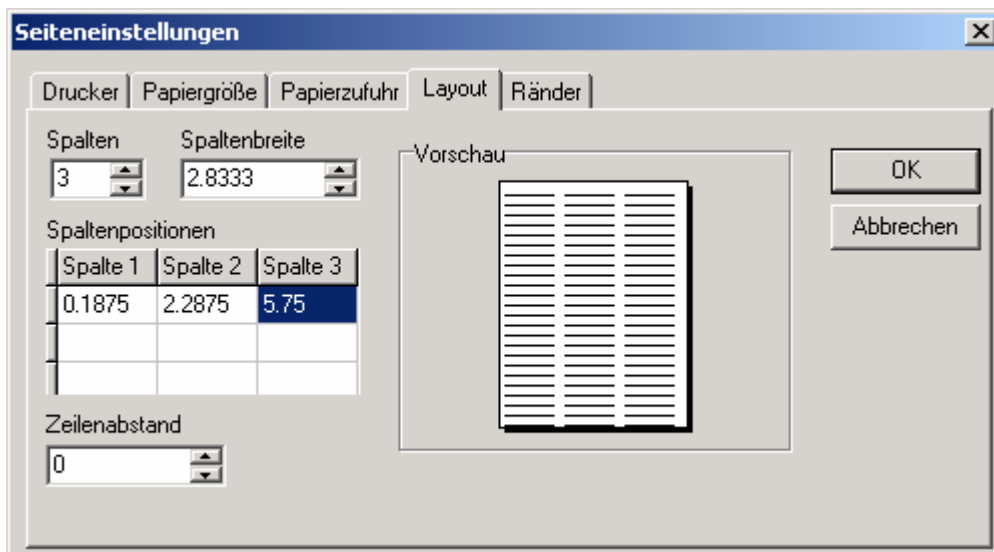 Seiteneinstellungen
Drucker Papiergröße Papierzufuhr Layout Ränder
Spalten Spaltenbreite
3 2.8333
Spaltenpositionen
Spalte 1 Spalte 2 Spalte 3
0.1875 2.2875 5.75
Zeilenabstand
0
Vorschau
OK
Abbrechen